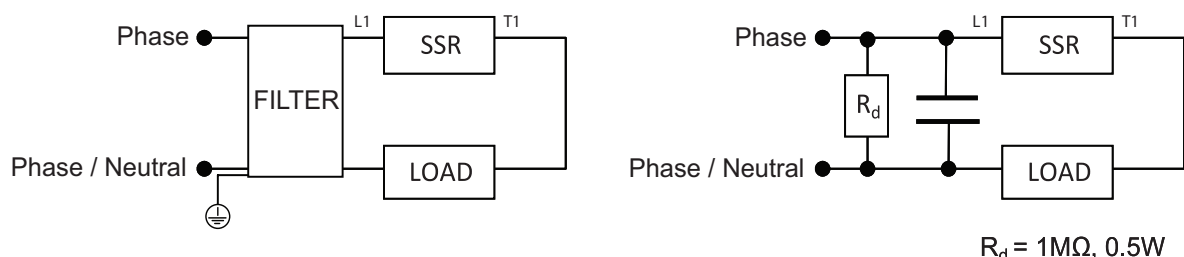 Phase
L1
SSR
T1
FILTER
Phase / Neutral
LOAD
Phase
L1
SSR
T1
Rd
Phase / Neutral
LOAD
Rd = 1MΩ, 0.5W